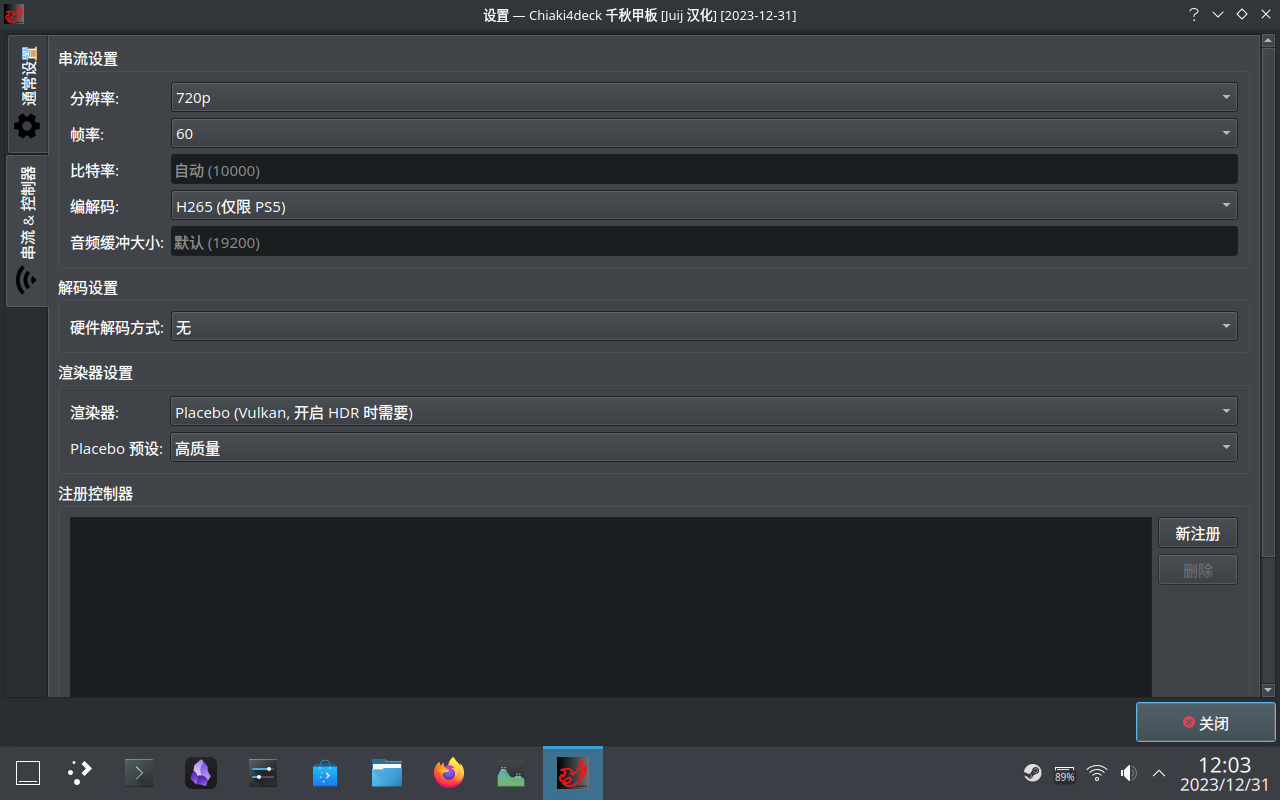 设置 — Chiaki4deck 千秋甲板 [Juij 汉化] [2023-12-31]
通常设置
串流 & 控制器
串流设置
分辨率: 720p
帧率: 60
比特率: 自动 (10000)
编解码: H265 (仅限 PS5)
音频缓冲大小: 默认 (19200)
解码设置
硬件解码方式: 无
渲染器设置
渲染器: Placebo (Vulkan, 开启 HDR 时需要)
Placebo 预设: 高质量
注册控制器
新注册
删除
关闭
89%
12:03
2023/12/31